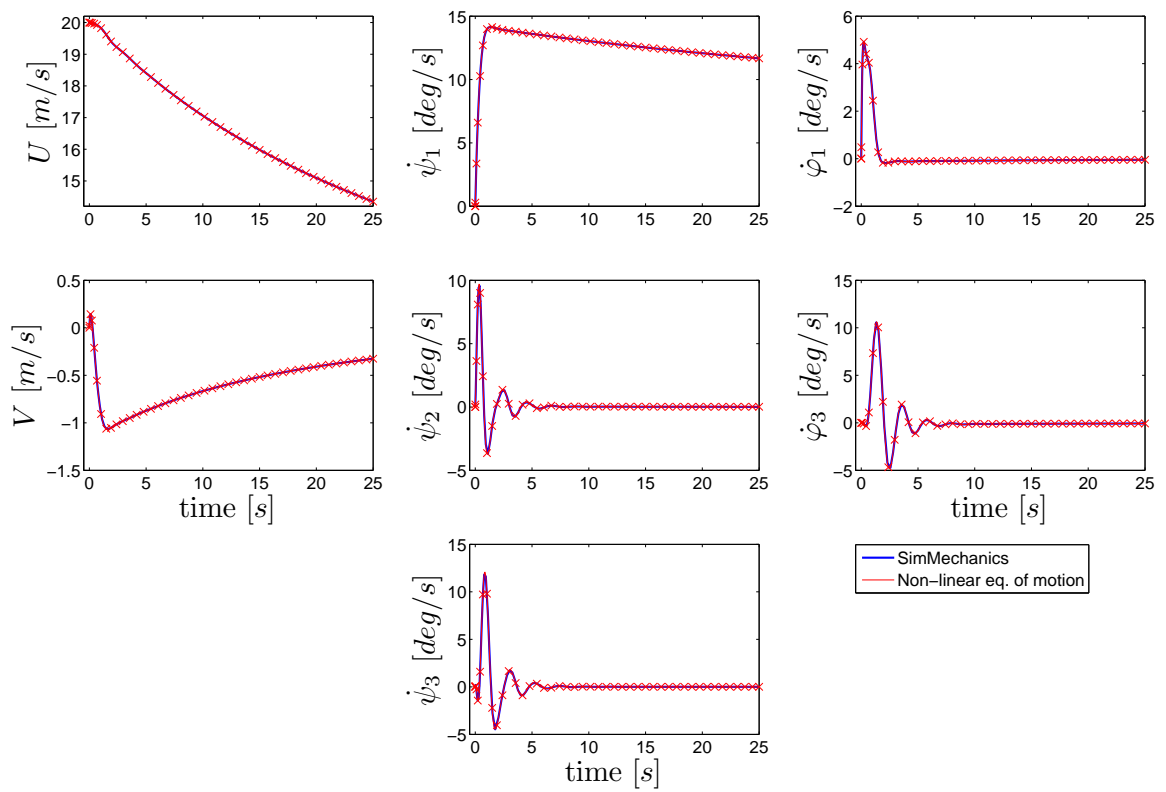 U [m/s]
20
19
18
17
16
15
0 5 10 15 20 25
ψ̇₁ [deg/s]
15
10
5
0
0 5 10 15 20 25
φ̇₁ [deg/s]
6
4
2
0
−2
0 5 10 15 20 25
V [m/s]
0.5
0
−0.5
−1
−1.5
0 5 10 15 20 25
time [s]
ψ̇₂ [deg/s]
10
5
0
−5
0 5 10 15 20 25
φ̇₃ [deg/s]
15
10
5
0
−5
0 5 10 15 20 25
time [s]
ψ̇₃ [deg/s]
15
10
5
0
−5
0 5 10 15 20 25
time [s]
SimMechanics
Non−linear eq. of motion